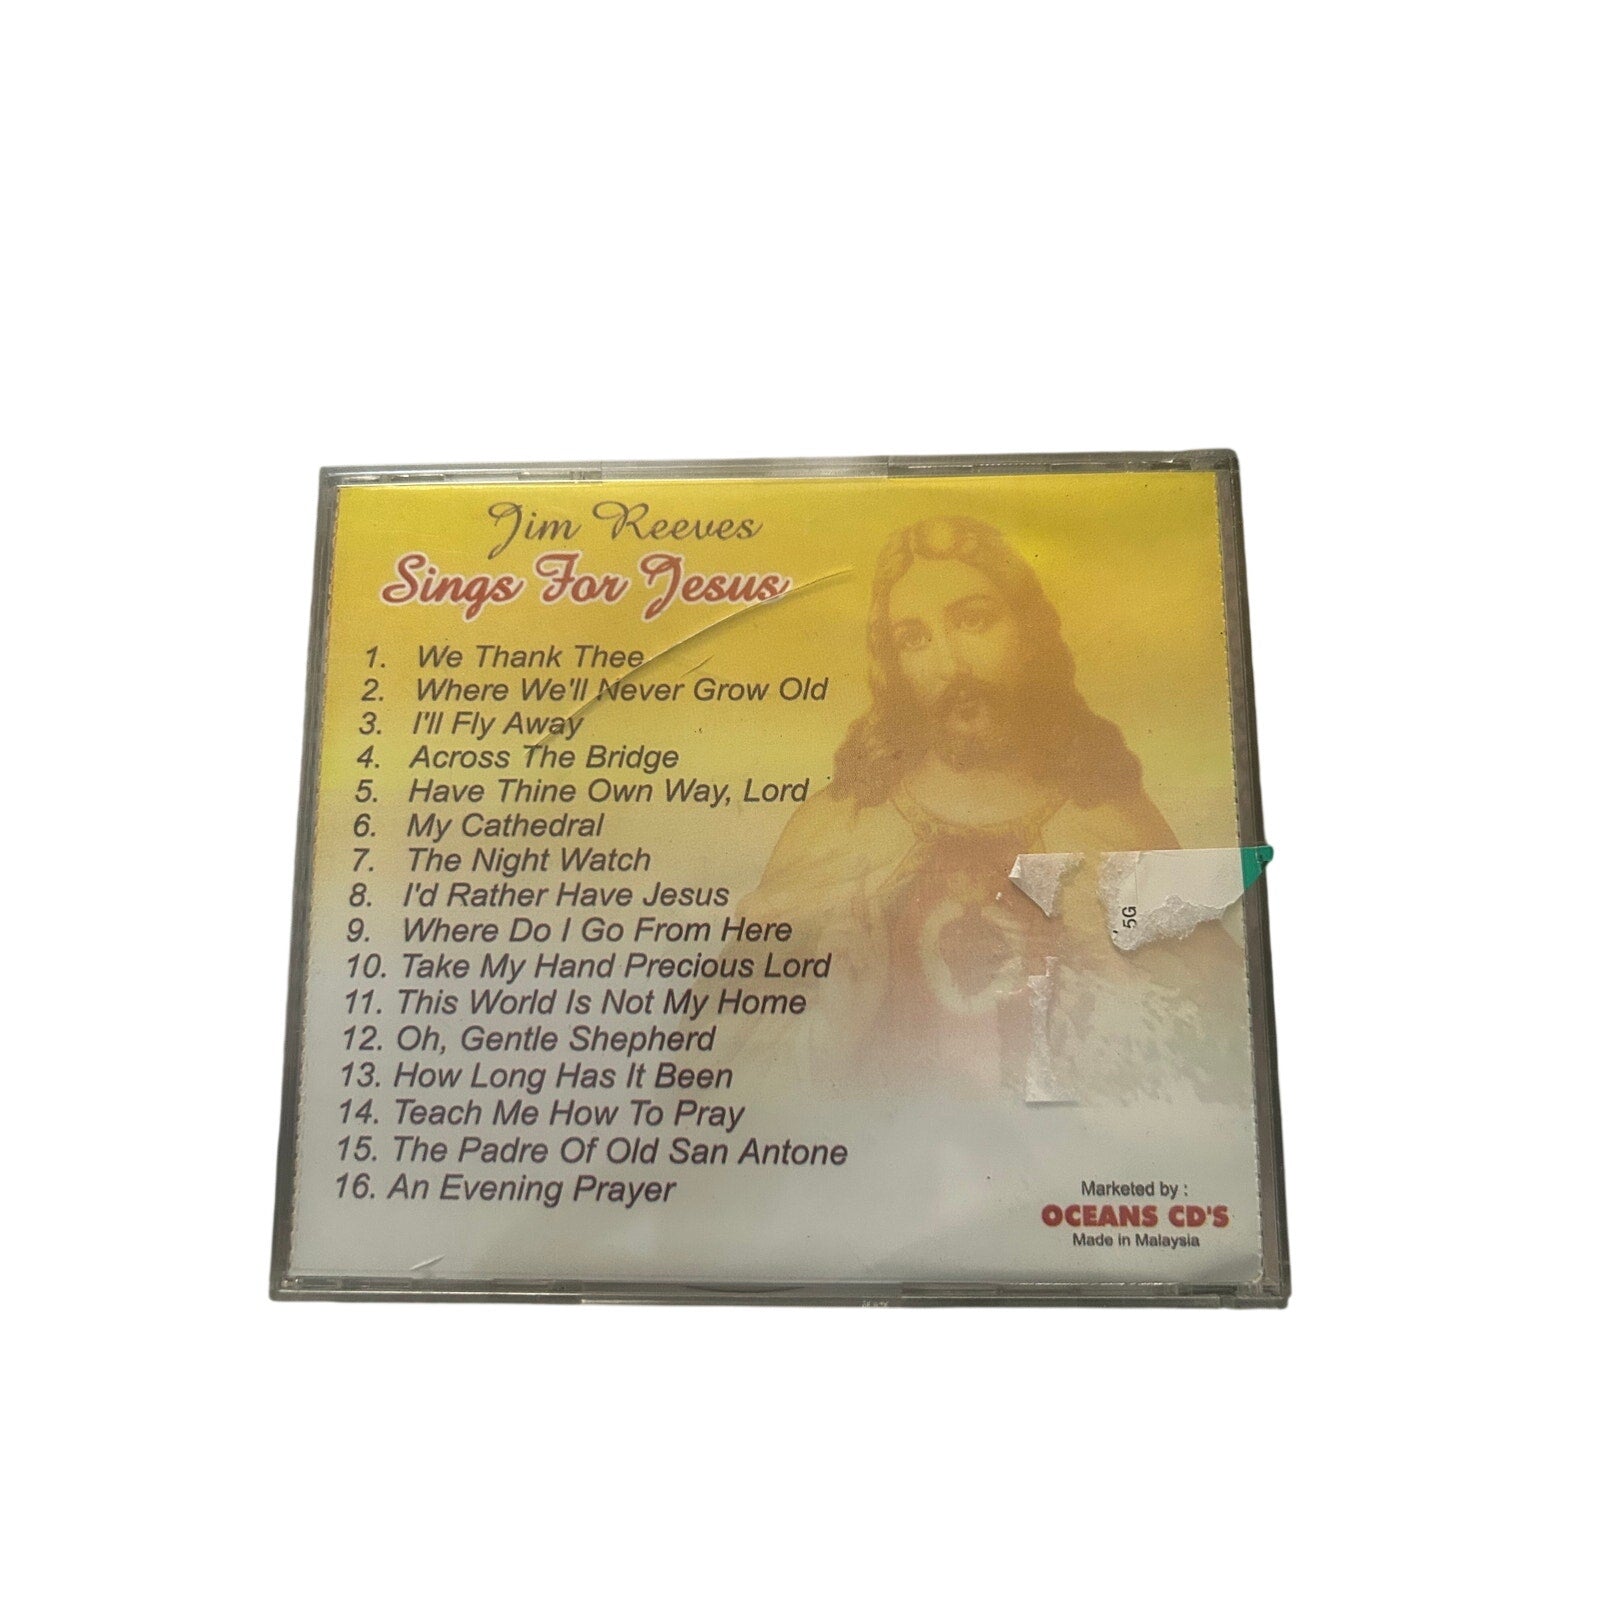 Jim Reeves
Sings For Jesus
1. We Thank Thee
2. Where We'll Never Grow Old
3. I'll Fly Away
4. Across The Bridge
5. Have Thine Own Way, Lord
6. My Cathedral
7. The Night Watch
8. I'd Rather Have Jesus
9. Where Do I Go From Here
10. Take My Hand Precious Lord
11. This World Is Not My Home
12. Oh, Gentle Shepherd
13. How Long Has It Been
14. Teach Me How To Pray
15. The Padre Of Old San Antone
16. An Evening Prayer
5G
Marketed by :
OCEANS CD'S
Made in Malaysia